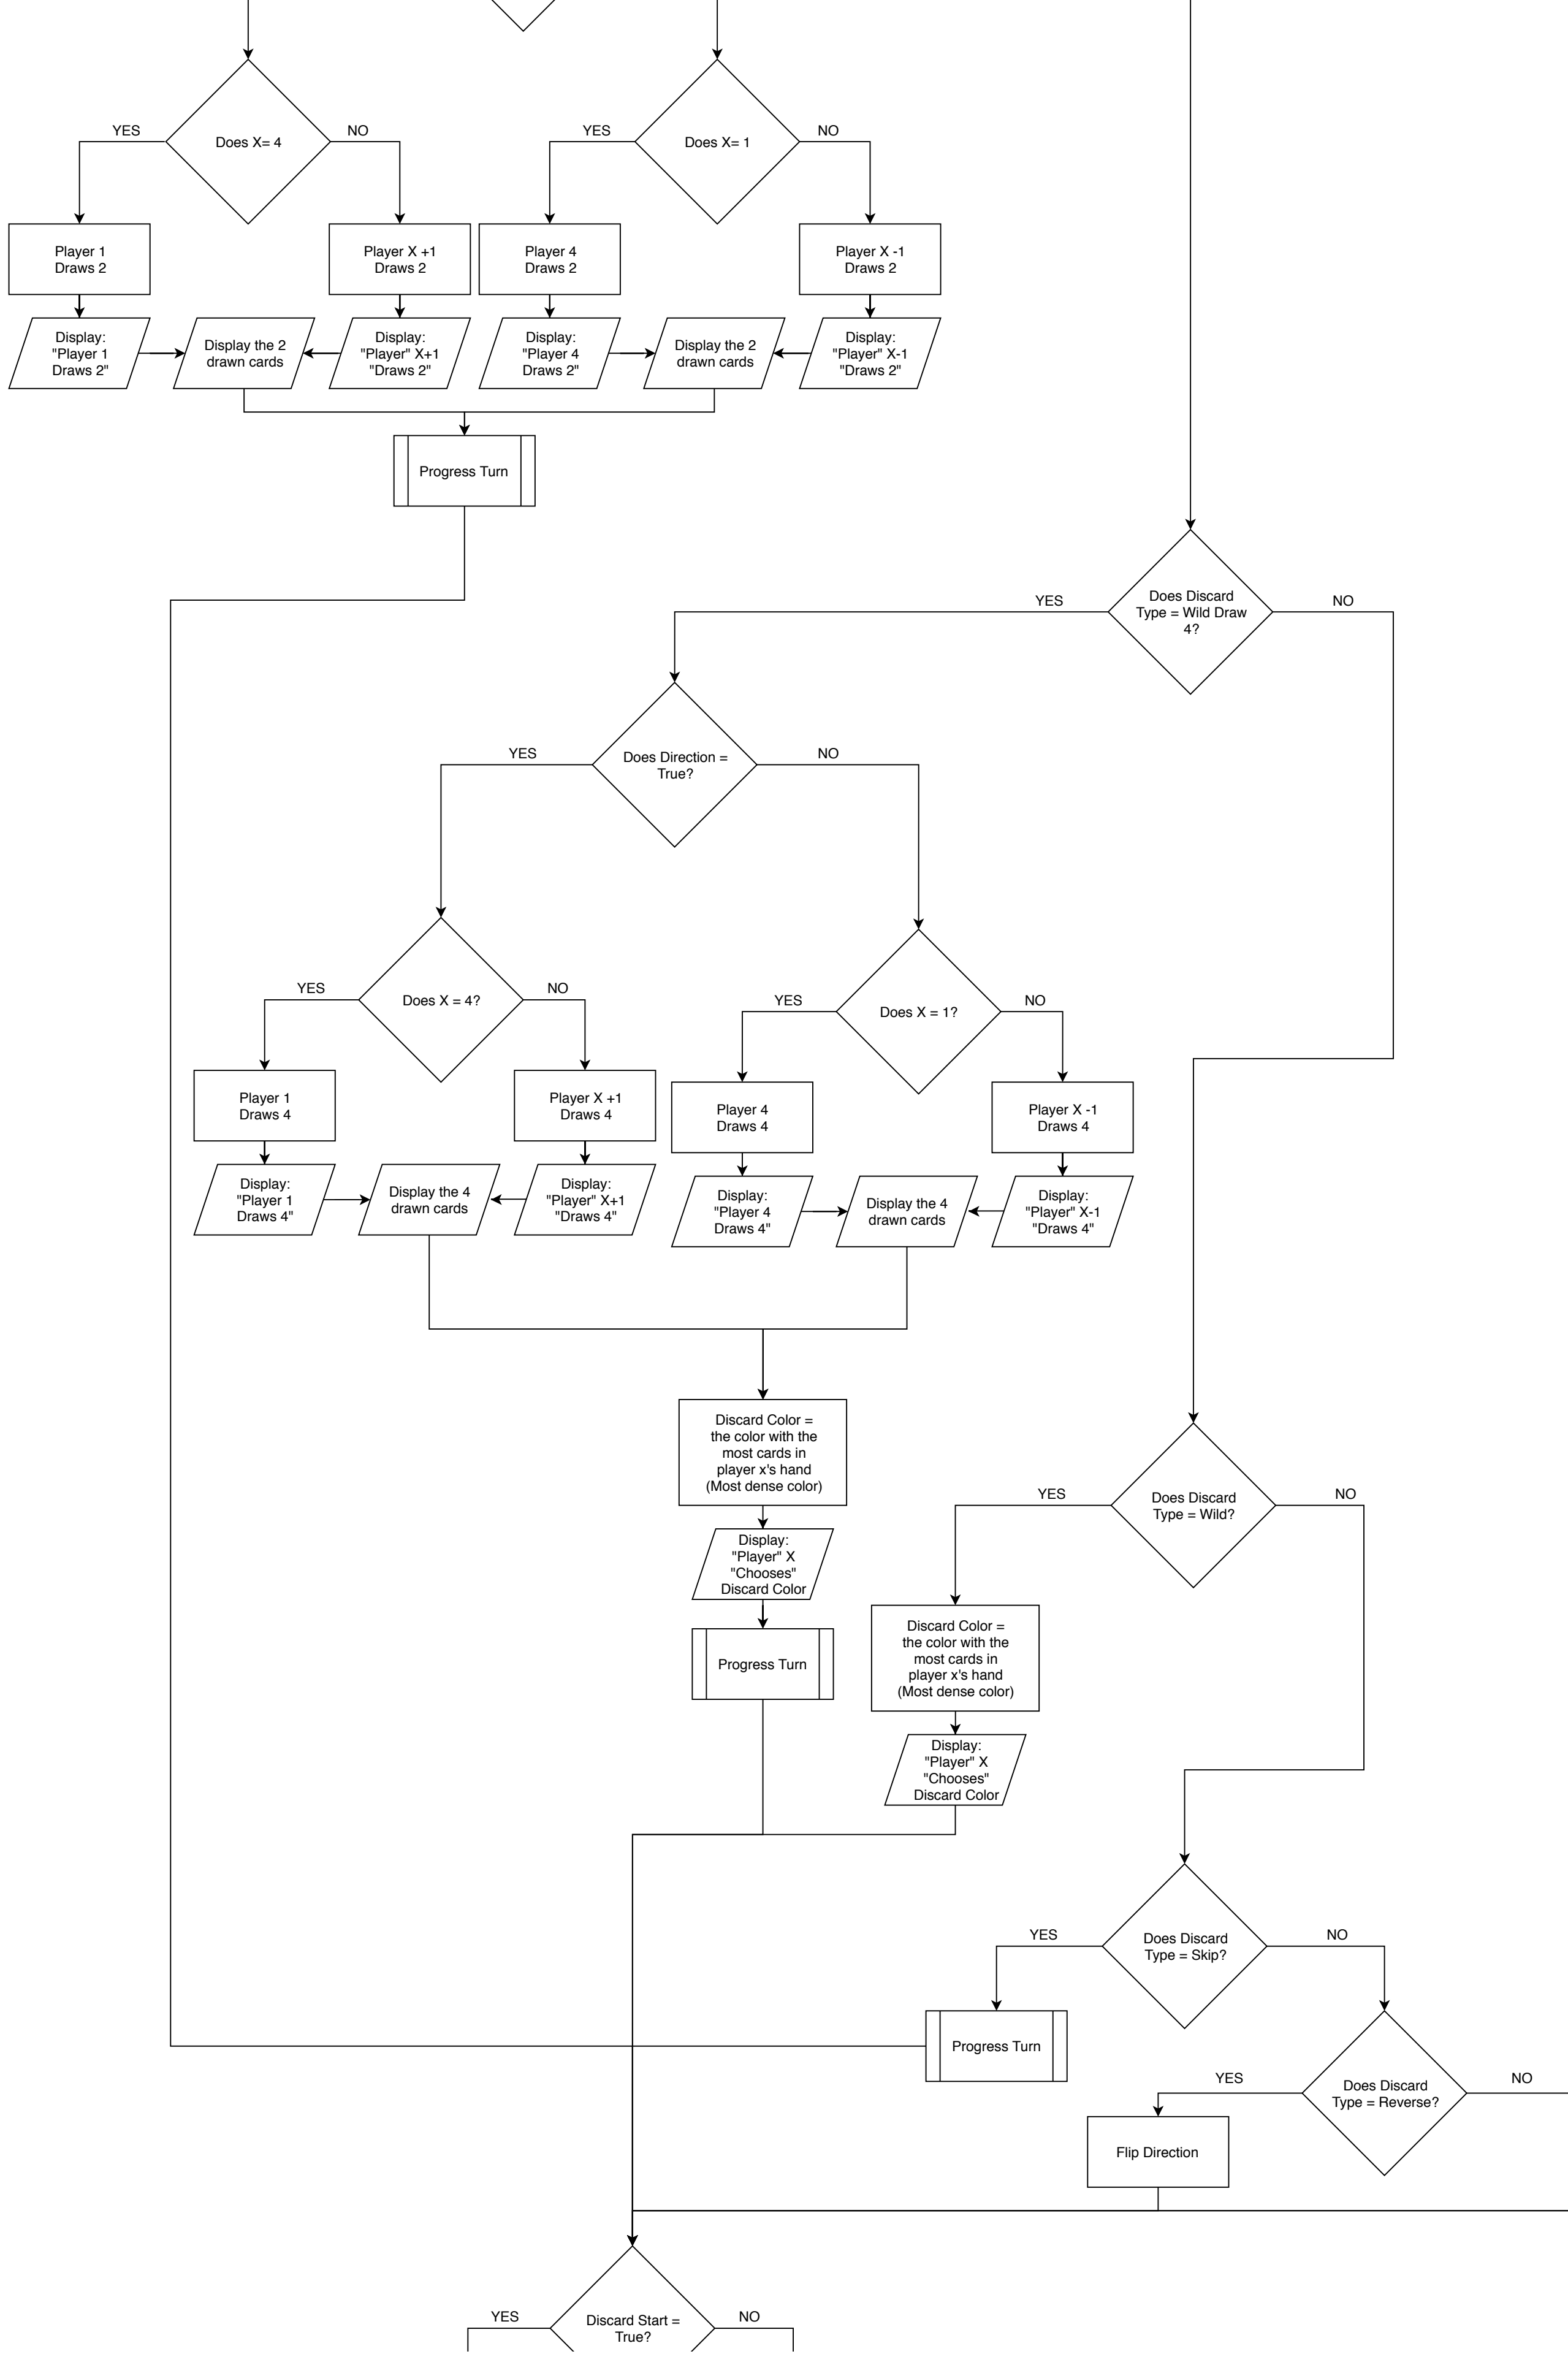 YES
Does X= 4
NO
YES
Does X= 1
NO
Player 1
Draws 2
Player X +1
Draws 2
Player 4
Draws 2
Player X -1
Draws 2
Display:
"Player 1
Draws 2"
Display the 2
drawn cards
Display:
"Player" X+1
"Draws 2"
Display:
"Player 4
Draws 2"
Display the 2
drawn cards
Display:
"Player" X-1
"Draws 2"
Progress Turn
YES
Does Discard
Type = Wild Draw
4?
NO
YES
Does Direction =
True?
NO
YES
Does X = 4?
NO
YES
Does X = 1?
NO
Player 1
Draws 4
Player X +1
Draws 4
Player 4
Draws 4
Player X -1
Draws 4
Display:
"Player 1
Draws 4"
Display the 4
drawn cards
Display:
"Player" X+1
"Draws 4"
Display:
"Player 4
Draws 4"
Display the 4
drawn cards
Display:
"Player" X-1
"Draws 4"
Discard Color =
the color with the
most cards in
player x's hand
(Most dense color)
Display:
"Player" X
"Chooses"
Discard Color
Progress Turn
YES
Does Discard
Type = Wild?
NO
Discard Color =
the color with the
most cards in
player x's hand
(Most dense color)
Display:
"Player" X
"Chooses"
Discard Color
YES
Does Discard
Type = Skip?
NO
Progress Turn
YES
Does Discard
Type = Reverse?
NO
Flip Direction
YES
Discard Start =
True?
NO